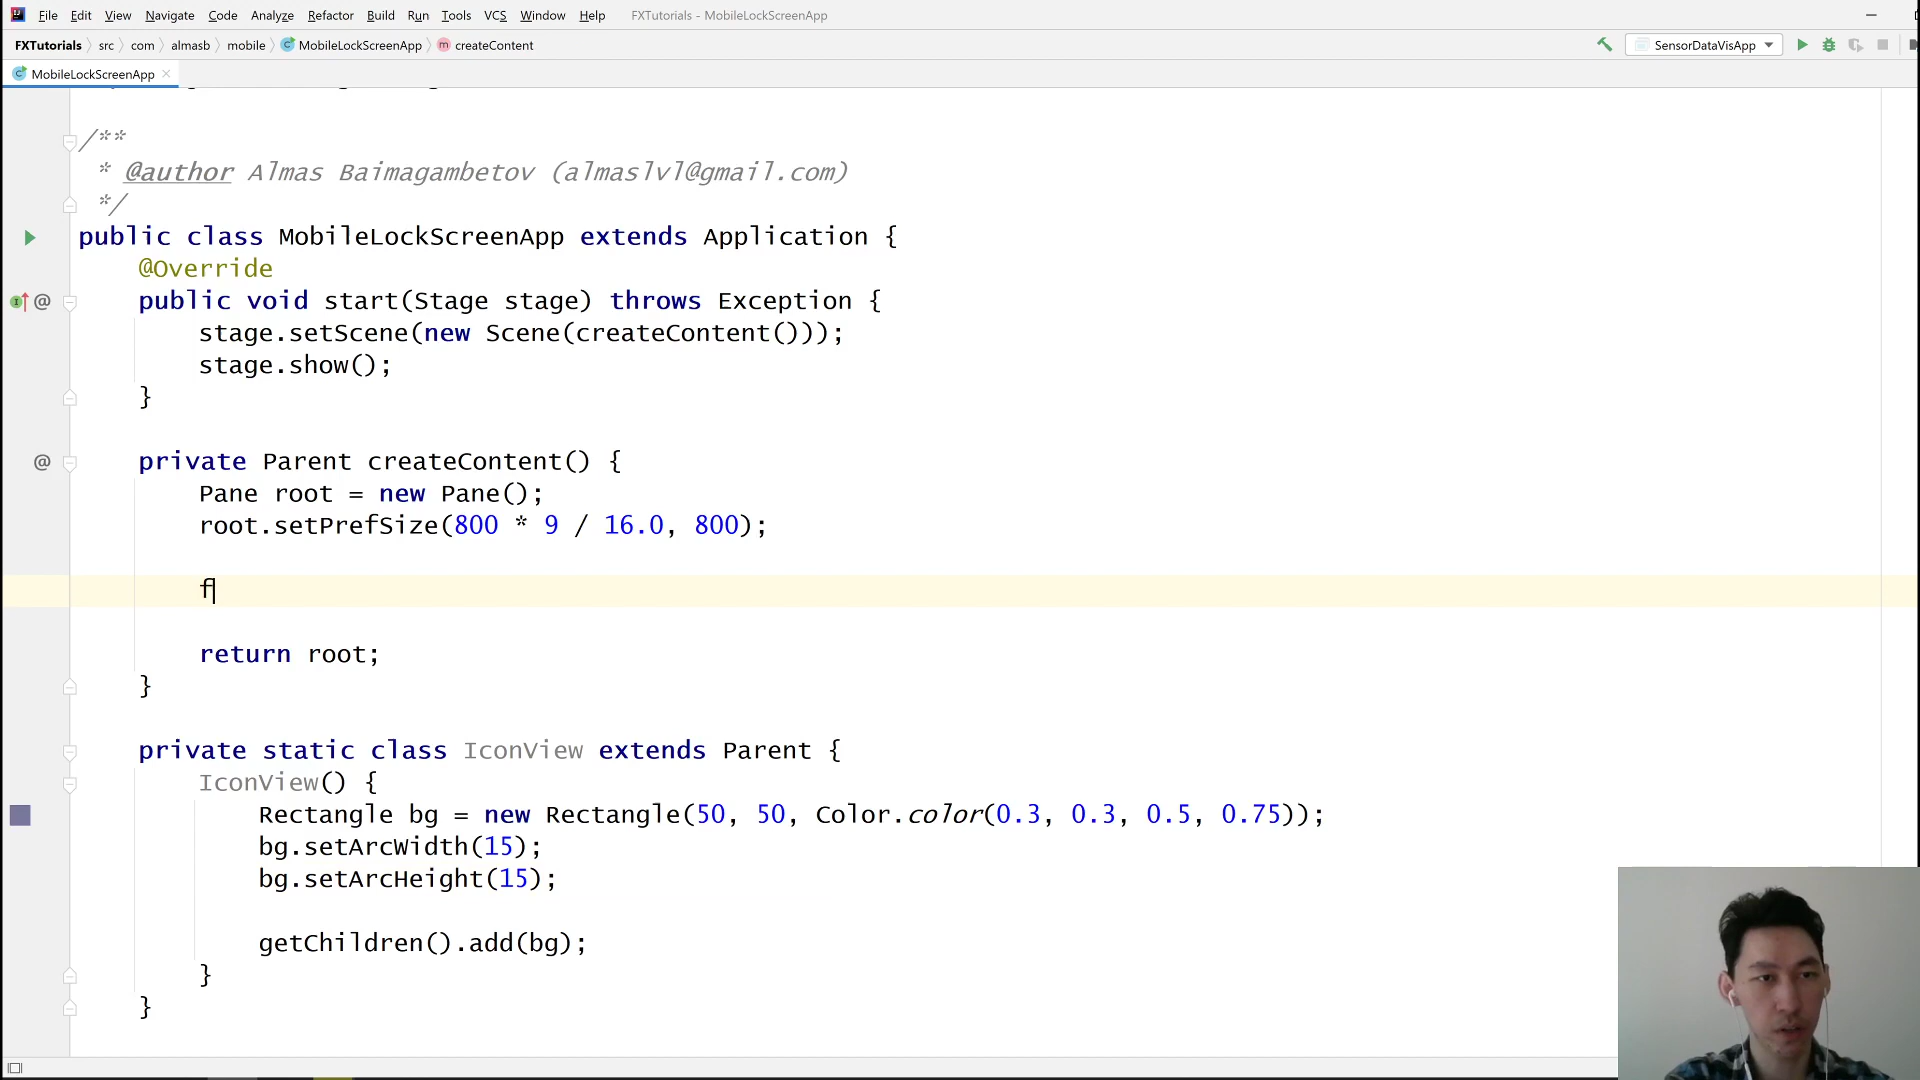 File Edit View Navigate Code Analyze Refactor Build Run Tools VCS Window Help FXTutorials - MobileLockScreenApp
FXTutorials src com almasb mobile MobileLockScreenApp createContent SensorDataVisApp
MobileLockScreenApp
/**
* @author Almas Baimagambetov (almaslvl@gmail.com)
*/
public class MobileLockScreenApp extends Application {
@Override
public void start(Stage stage) throws Exception {
stage.setScene(new Scene(createContent()));
stage.show();
}
private Parent createContent() {
Pane root = new Pane();
root.setPrefSize(800 * 9 / 16.0, 800);
f
return root;
}
private static class IconView extends Parent {
IconView() {
Rectangle bg = new Rectangle(50, 50, Color.color(0.3, 0.3, 0.5, 0.75));
bg.setArcWidth(15);
bg.setArcHeight(15);
getChildren().add(bg);
}
}